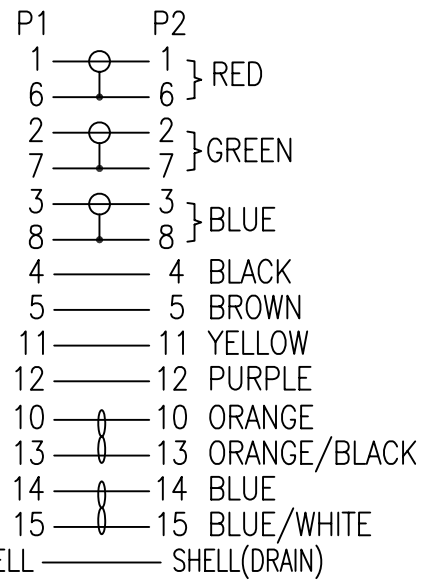 P1 P2
1 1
6 6 RED
2 2
7 7 GREEN
3 3
8 8 BLUE
4 4 BLACK
5 5 BROWN
11 11 YELLOW
12 12 PURPLE
10 10 ORANGE
13 13 ORANGE/BLACK
14 14 BLUE
15 15 BLUE/WHITE
SHELL(DRAIN)